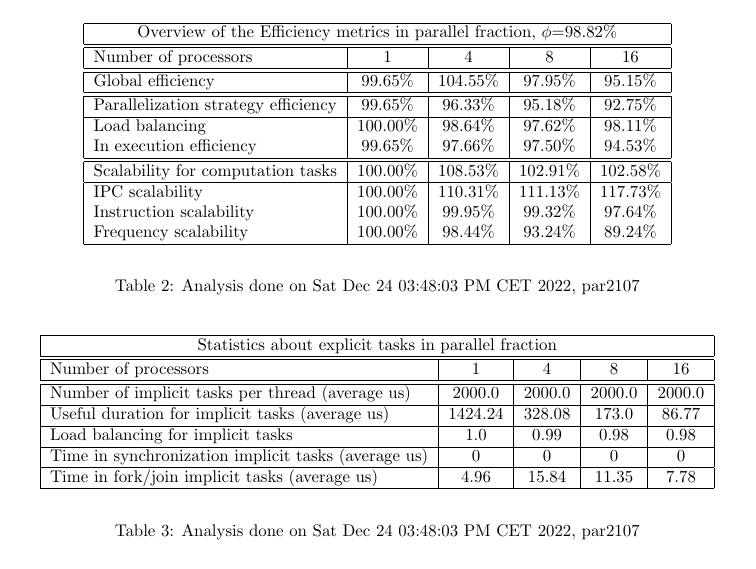 Overview of the Efficiency metrics in parallel fraction, ϕ=98.82%
Number of processors 1 4 8 16
Global efficiency 99.65% 104.55% 97.95% 95.15%
Parallelization strategy efficiency 99.65% 96.33% 95.18% 92.75%
Load balancing 100.00% 98.64% 97.62% 98.11%
In execution efficiency 99.65% 97.66% 97.50% 94.53%
Scalability for computation tasks 100.00% 108.53% 102.91% 102.58%
IPC scalability 100.00% 110.31% 111.13% 117.73%
Instruction scalability 100.00% 99.95% 99.32% 97.64%
Frequency scalability 100.00% 98.44% 93.24% 89.24%
Table 2: Analysis done on Sat Dec 24 03:48:03 PM CET 2022, par2107
Statistics about explicit tasks in parallel fraction
Number of processors 1 4 8 16
Number of implicit tasks per thread (average us) 2000.0 2000.0 2000.0 2000.0
Useful duration for implicit tasks (average us) 1424.24 328.08 173.0 86.77
Load balancing for implicit tasks 1.0 0.99 0.98 0.98
Time in synchronization implicit tasks (average us) 0 0 0 0
Time in fork/join implicit tasks (average us) 4.96 15.84 11.35 7.78
Table 3: Analysis done on Sat Dec 24 03:48:03 PM CET 2022, par2107